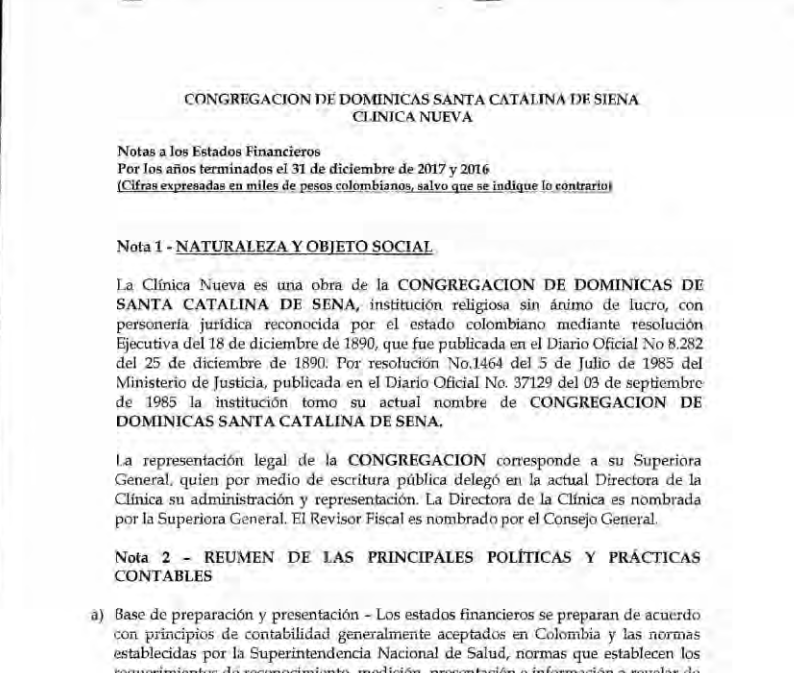 CONGREGACION DE DOMINICAS SANTA CATALINA DE SIENA
CLINICA NUEVA
Notas a los Estados Financieros
Por los años terminados el 31 de diciembre de 2017 y 2016
(Cifras expresadas en miles de pesos colombianos, salvo que se indique lo contrario)
Nota 1 - NATURALEZA Y OBJETO SOCIAL
La Clínica Nueva es una obra de la CONGREGACION DE DOMINICAS DE
SANTA CATALINA DE SENA, institución religiosa sin ánimo de lucro, con
personería jurídica reconocida por el estado colombiano mediante resolución
Ejecutiva del 18 de diciembre de 1890, que fue publicada en el Diario Oficial No 8.282
del 25 de diciembre de 1890. Por resolución No.1464 del 5 de Julio de 1985 del
Ministerio de Justicia, publicada en el Diario Oficial No. 37129 del 03 de septiembre
de 1985 la institución tomo su actual nombre de CONGREGACION DE
DOMINICAS SANTA CATALINA DE SENA.
La representación legal de la CONGREGACION corresponde a su Superiora
General, quien por medio de escritura pública delegó en la actual Directora de la
Clínica su administración y representación. La Directora de la Clínica es nombrada
por la Superiora General. El Revisor Fiscal es nombrado por el Consejo General.
Nota 2 – REUMEN DE LAS PRINCIPALES POLÍTICAS Y PRÁCTICAS
CONTABLES
a) Base de preparación y presentación – Los estados financieros se preparan de acuerdo
con principios de contabilidad generalmente aceptados en Colombia y las normas
establecidas por la Superintendencia Nacional de Salud, normas que establecen los
requerimientos de reconocimiento, medición, presentación e información a revelar de